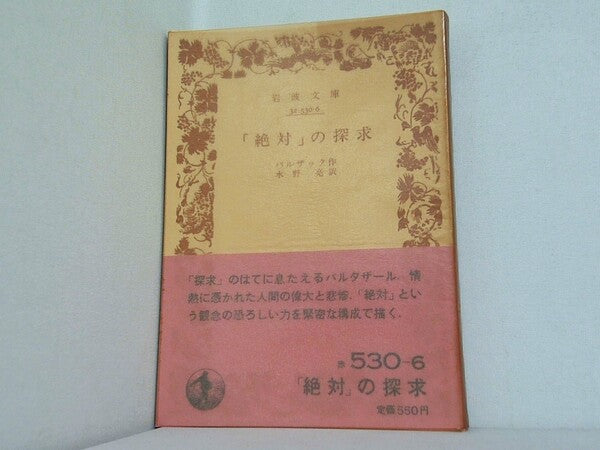 岩波文庫
32-530-6
「絶対」の探求
バルザック作
水野 亮訳
「探求」のはてに息たえるバルタザール．情
熱に憑かれた人間の偉大と悲惨，「絶対」とい
う観念の恐ろしい力を緊密な構成で描く．
赤 530-6
「絶対」の探求
定価550円